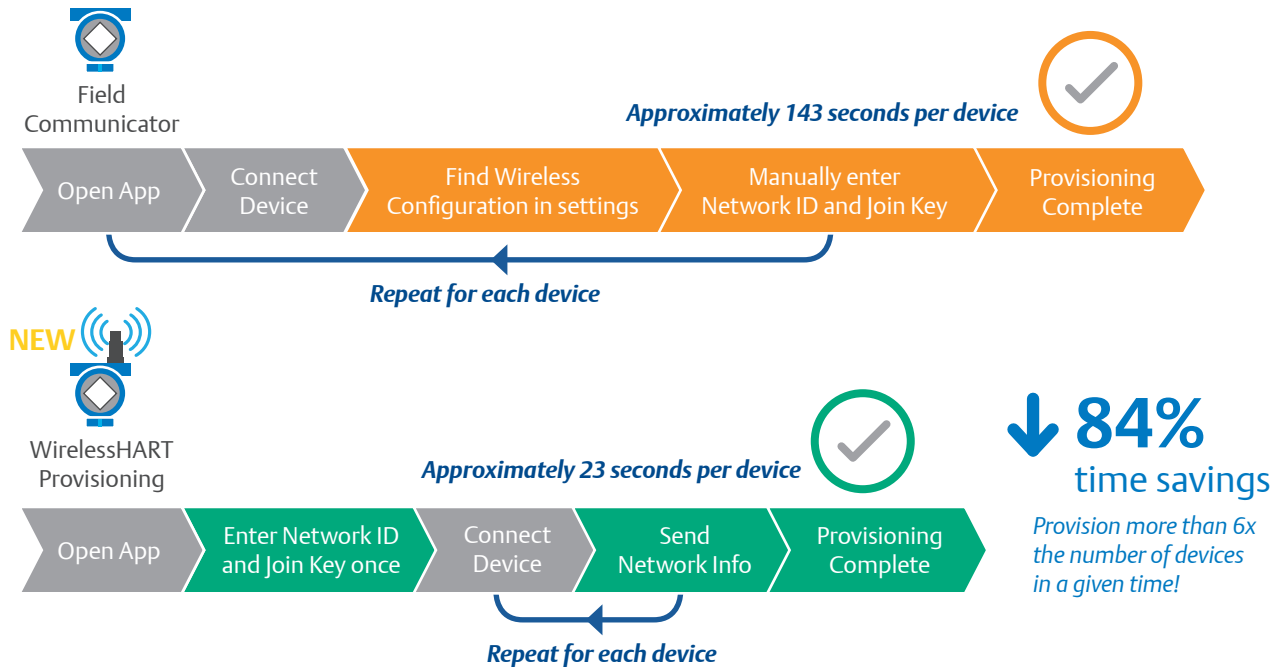 Field
Communicator
Approximately 143 seconds per device
Open App
Connect
Device
Find Wireless
Configuration in settings
Manually enter
Network ID and Join Key
Provisioning
Complete
Repeat for each device
NEW
WirelessHART
Provisioning
Approximately 23 seconds per device
84%
time savings
Provision more than 6x
the number of devices
in a given time!
Open App
Enter Network ID
and Join Key once
Connect
Device
Send
Network Info
Provisioning
Complete
Repeat for each device